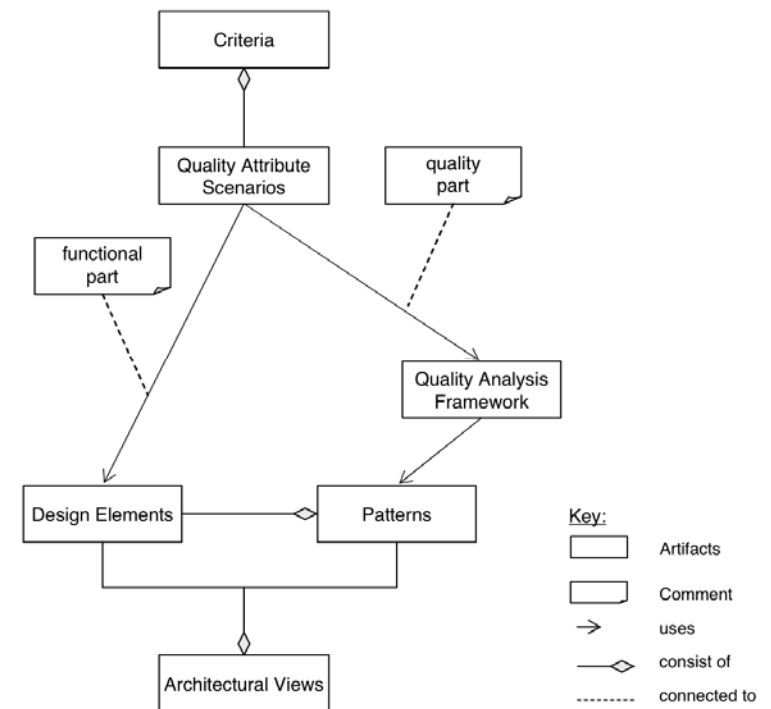 Criteria
Quality Attribute
Scenarios
quality
part
functional
part
Quality Analysis
Framework
Design Elements
Patterns
Architectural Views
Key:
Artifacts
Comment
uses
consist of
connected to